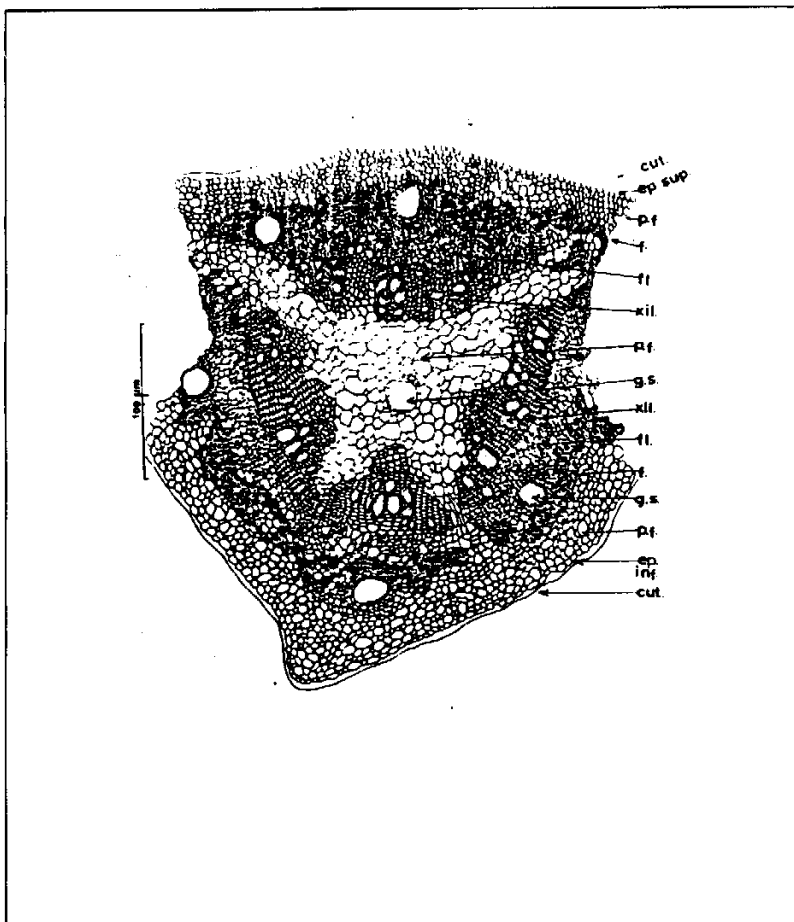 cut.
ep sup.
p.f
f.
fl
xil.
p.f.
g.s.
xil.
fl.
f.
g.s.
p.f.
ep.
inf.
cut.
100 µm